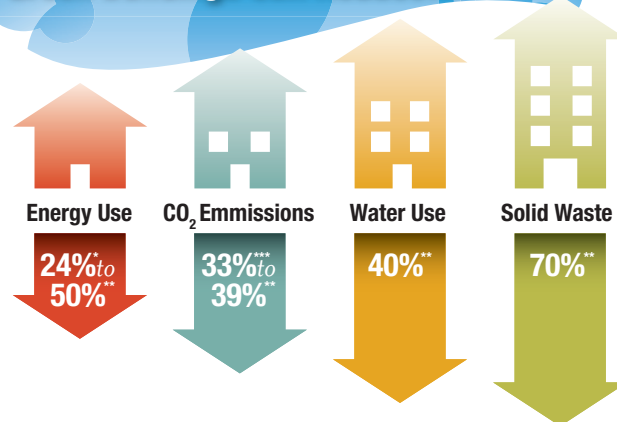 Energy Use
CO2 Emmissions
Water Use
Solid Waste
24%* to
50%**
33%*** to
39%**
40%**
70%**